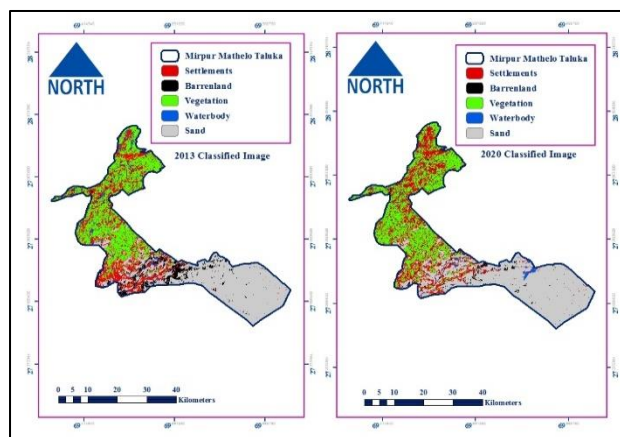 Mirpur Mathelo Taluka
Settlements
Barrenland
Vegetation
Waterbody
Sand
NORTH
2013 Classified Image
0 5 10 20 30 40
Kilometers
Mirpur Mathelo Taluka
Settlements
Barrenland
Vegetation
Waterbody
Sand
NORTH
2020 Classified Image
0 5 10 20 30 40
Kilometers